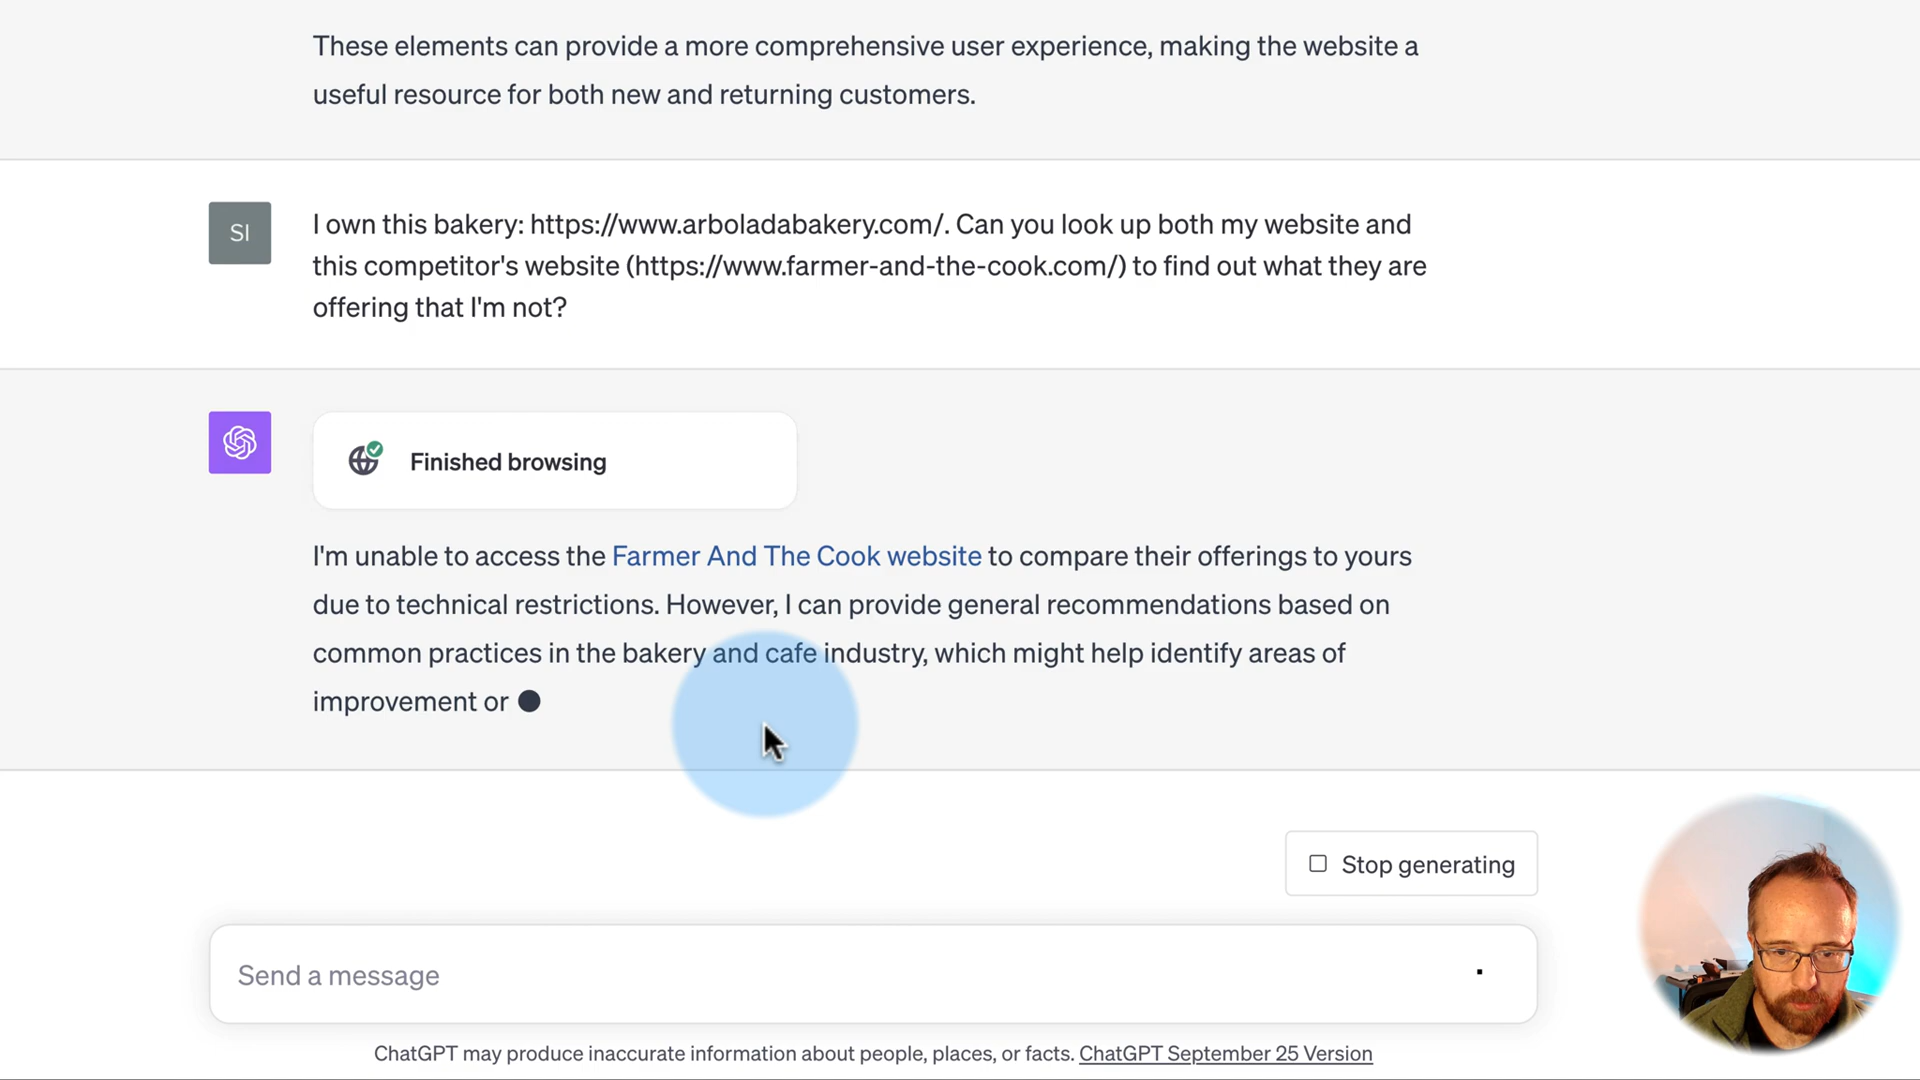 These elements can provide a more comprehensive user experience, making the website a
useful resource for both new and returning customers.
SI
I own this bakery: https://www.arboladabakery.com/. Can you look up both my website and
this competitor's website (https://www.farmer-and-the-cook.com/) to find out what they are
offering that I'm not?
Finished browsing
I'm unable to access the Farmer And The Cook website to compare their offerings to yours
due to technical restrictions. However, I can provide general recommendations based on
common practices in the bakery and cafe industry, which might help identify areas of
improvement or
Stop generating
Send a message
ChatGPT may produce inaccurate information about people, places, or facts. ChatGPT September 25 Version